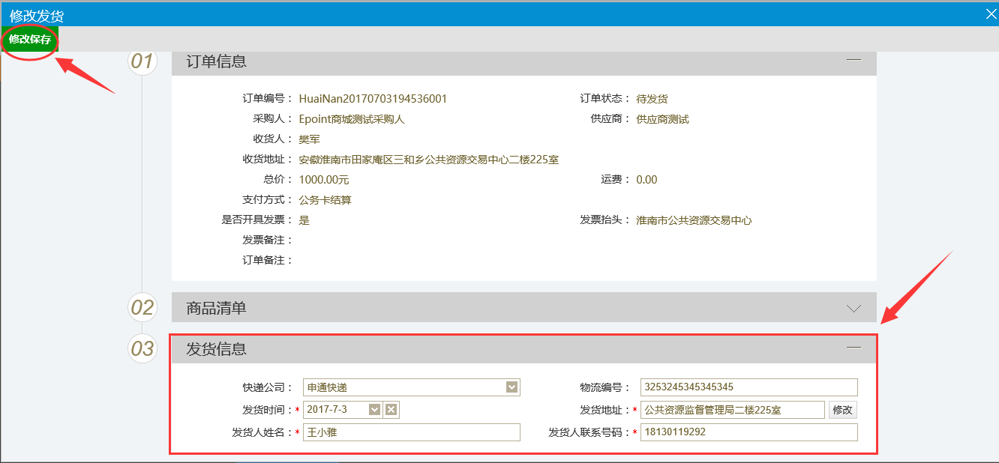 修改发货
修改保存
01 订单信息
订单编号： HuaiNan20170703194536001 订单状态： 待发货
采购人： Epoint商城测试采购人 供应商： 供应商测试
收货人： 樊军
收货地址： 安徽淮南市田家庵区三和乡公共资源交易中心二楼225室
总价： 1000.00元 运费： 0.00
支付方式： 公务卡结算
是否开具发票： 是 发票抬头： 淮南市公共资源交易中心
发票备注：
订单备注：
02 商品清单
03 发货信息
快递公司： 申通快递 物流编号： 3253245345345345
发货时间：* 2017-7-3 发货地址：* 公共资源监督管理局二楼225室 修改
发货人姓名：* 王小雅 发货人联系号码：* 18130119292